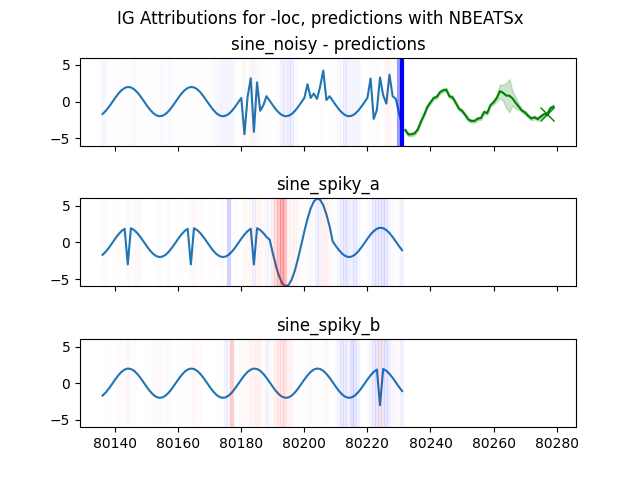 IG Attributions for -loc, predictions with NBEATSx
sine_noisy - predictions
5
0
−5
sine_spiky_a
5
0
−5
sine_spiky_b
5
0
−5
80140 80160 80180 80200 80220 80240 80260 80280